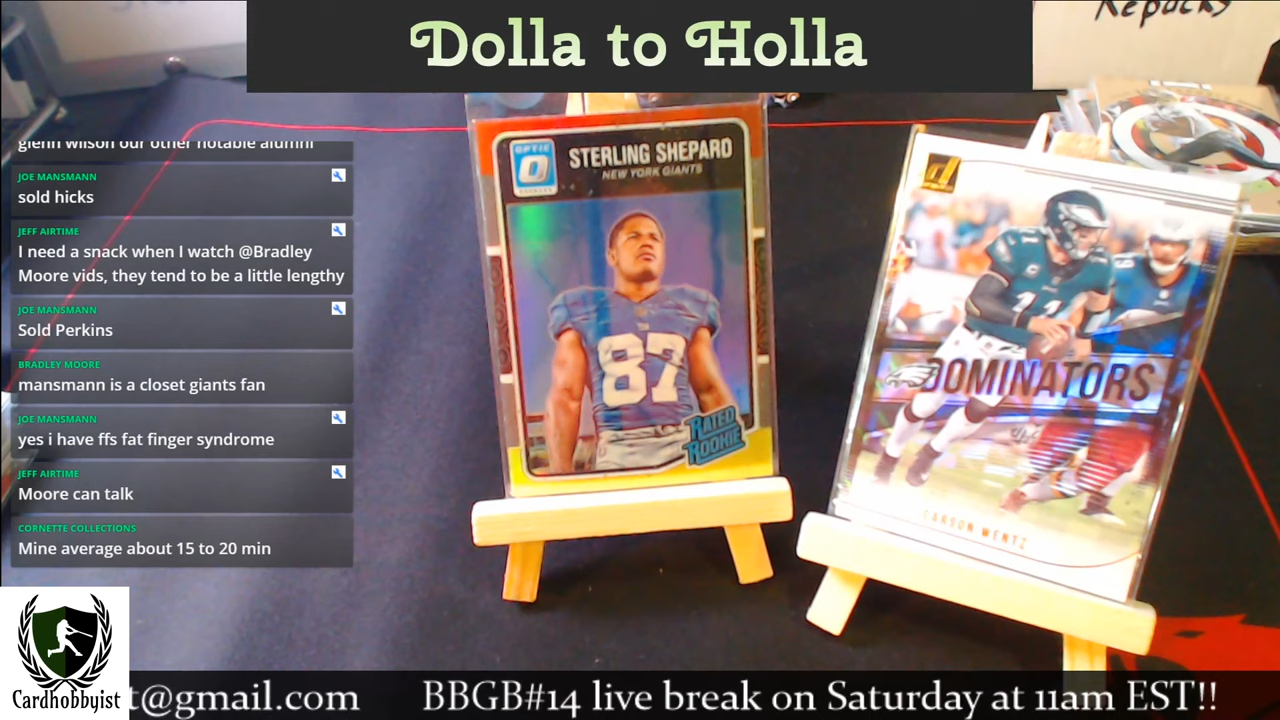 Dolla to Holla
Repacks
glenn wilson our other notable alumni
JOE MANSMANN
sold hicks
JEFF AIRTIME
I need a snack when I watch @Bradley
Moore vids, they tend to be a little lengthy
JOE MANSMANN
Sold Perkins
BRADLEY MOORE
mansmann is a closet giants fan
JOE MANSMANN
yes i have ffs fat finger syndrome
JEFF AIRTIME
Moore can talk
CORNETTE COLLECTIONS
Mine average about 15 to 20 min
OPTIC
STERLING SHEPARD
NEW YORK GIANTS
87
RATED
ROOKIE
11
DOMINATORS
CARSON WENTZ
Cardhobbyist
t@gmail.com BBGB#14 live break on Saturday at 11am EST!!